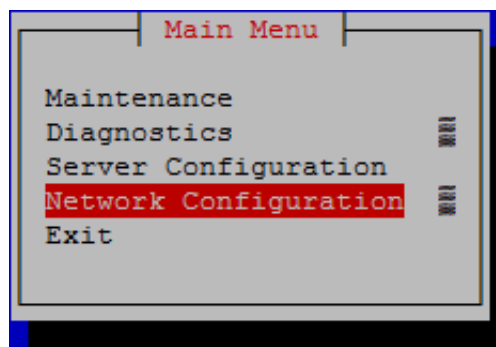 Main Menu
Maintenance
Diagnostics
Server Configuration
Network Configuration
Exit